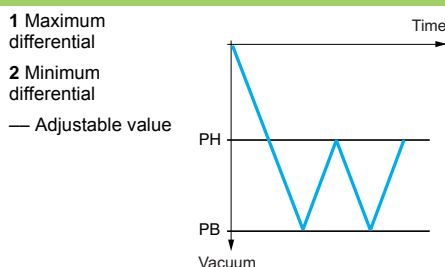 1 Maximum
differential
2 Minimum
differential
— Adjustable value
Time
PH
PB
Vacuum